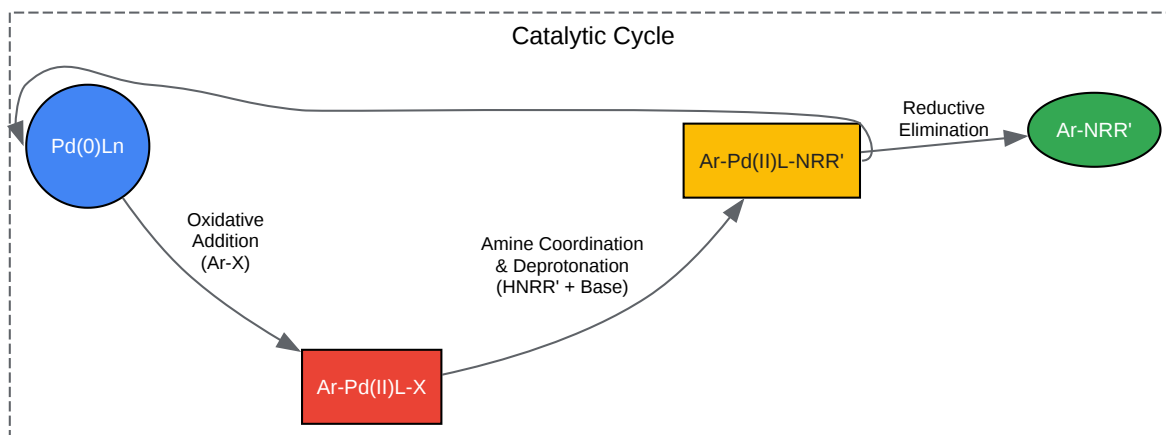 Catalytic Cycle
Pd(0)Ln
Oxidative
Addition
(Ar-X)
Ar-Pd(II)L-X
Amine Coordination
& Deprotonation
(HNRR' + Base)
Ar-Pd(II)L-NRR'
Reductive
Elimination
Ar-NRR'